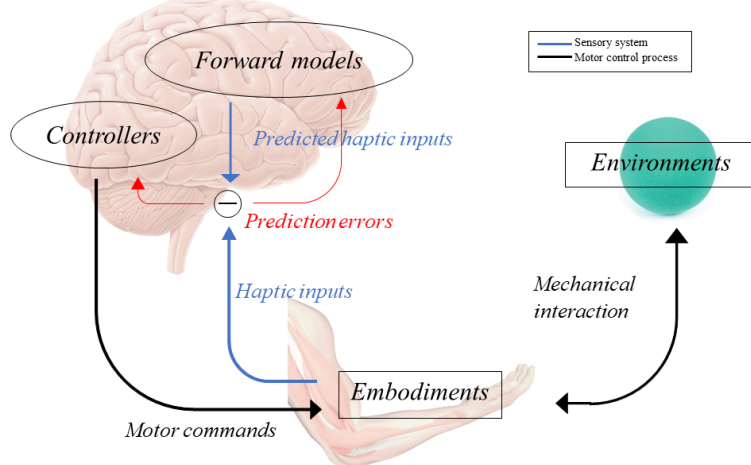 Forward models
Sensory system
Motor control process
Controllers
Predicted haptic inputs
Environments
Prediction errors
Haptic inputs
Mechanical
interaction
Embodiments
Motor commands